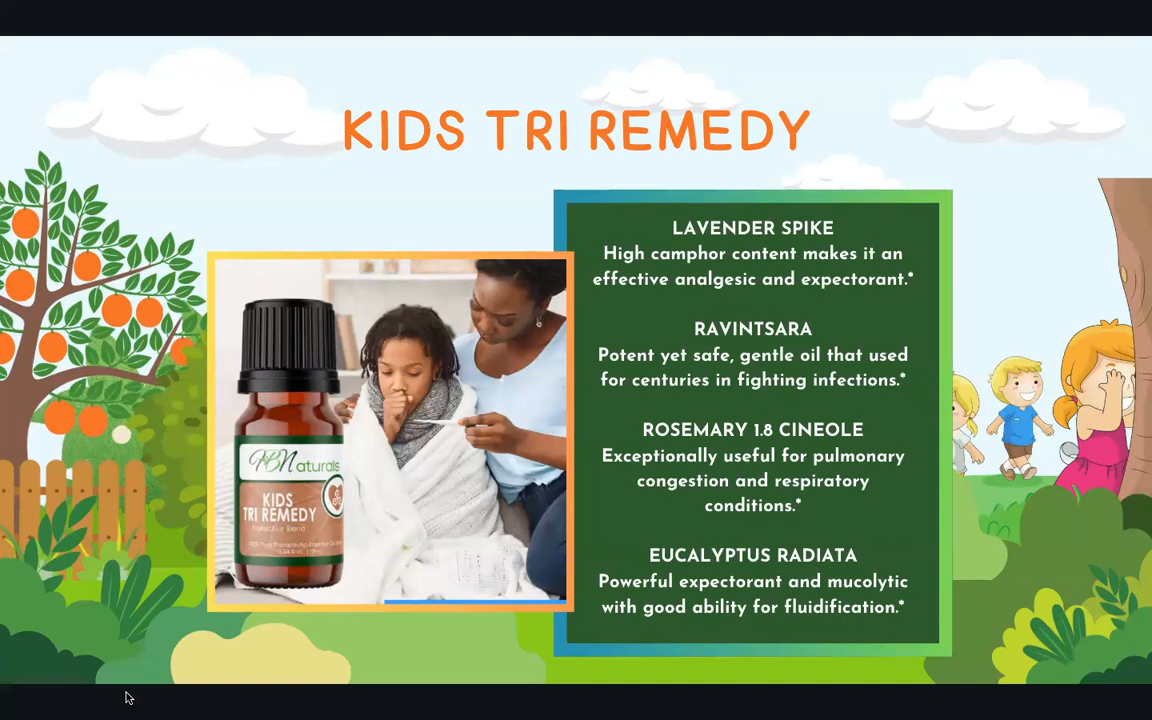 KIDS TRI REMEDY
LAVENDER SPIKE
High camphor content makes it an
effective analgesic and expectorant.*
RAVINTSARA
Potent yet safe, gentle oil that used
for centuries in fighting infections.*
ROSEMARY 1.8 CINEOLE
Exceptionally useful for pulmonary
congestion and respiratory
conditions.*
EUCALYPTUS RADIATA
Powerful expectorant and mucolytic
with good ability for fluidification.*
HBNaturals
KIDS
TRI REMEDY
Protective Blend